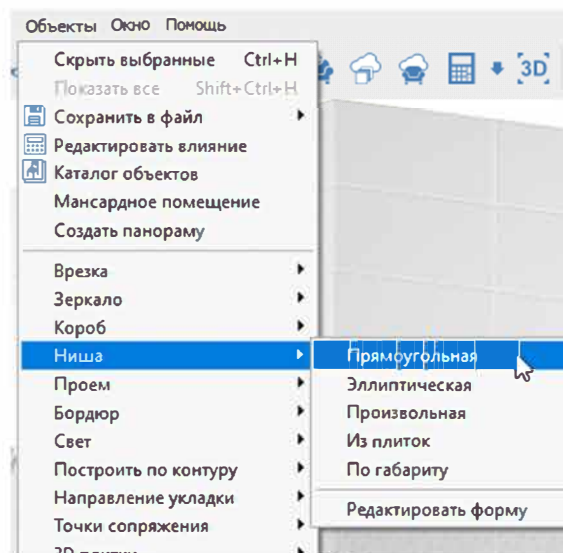 Объекты Окно Помощь
Скрыть выбранные Ctrl+H
Показать все Shift+Ctrl+H
Сохранить в файл
Редактировать влияние
Каталог объектов
Мансардное помещение
Создать панораму
3D
Врезка
Зеркало
Короб
Ниша
Проем
Бордюр
Свет
Построить по контуру
Направление укладки
Точки сопряжения
Прямоугольная
Эллиптическая
Произвольная
Из плиток
По габариту
Редактировать форму